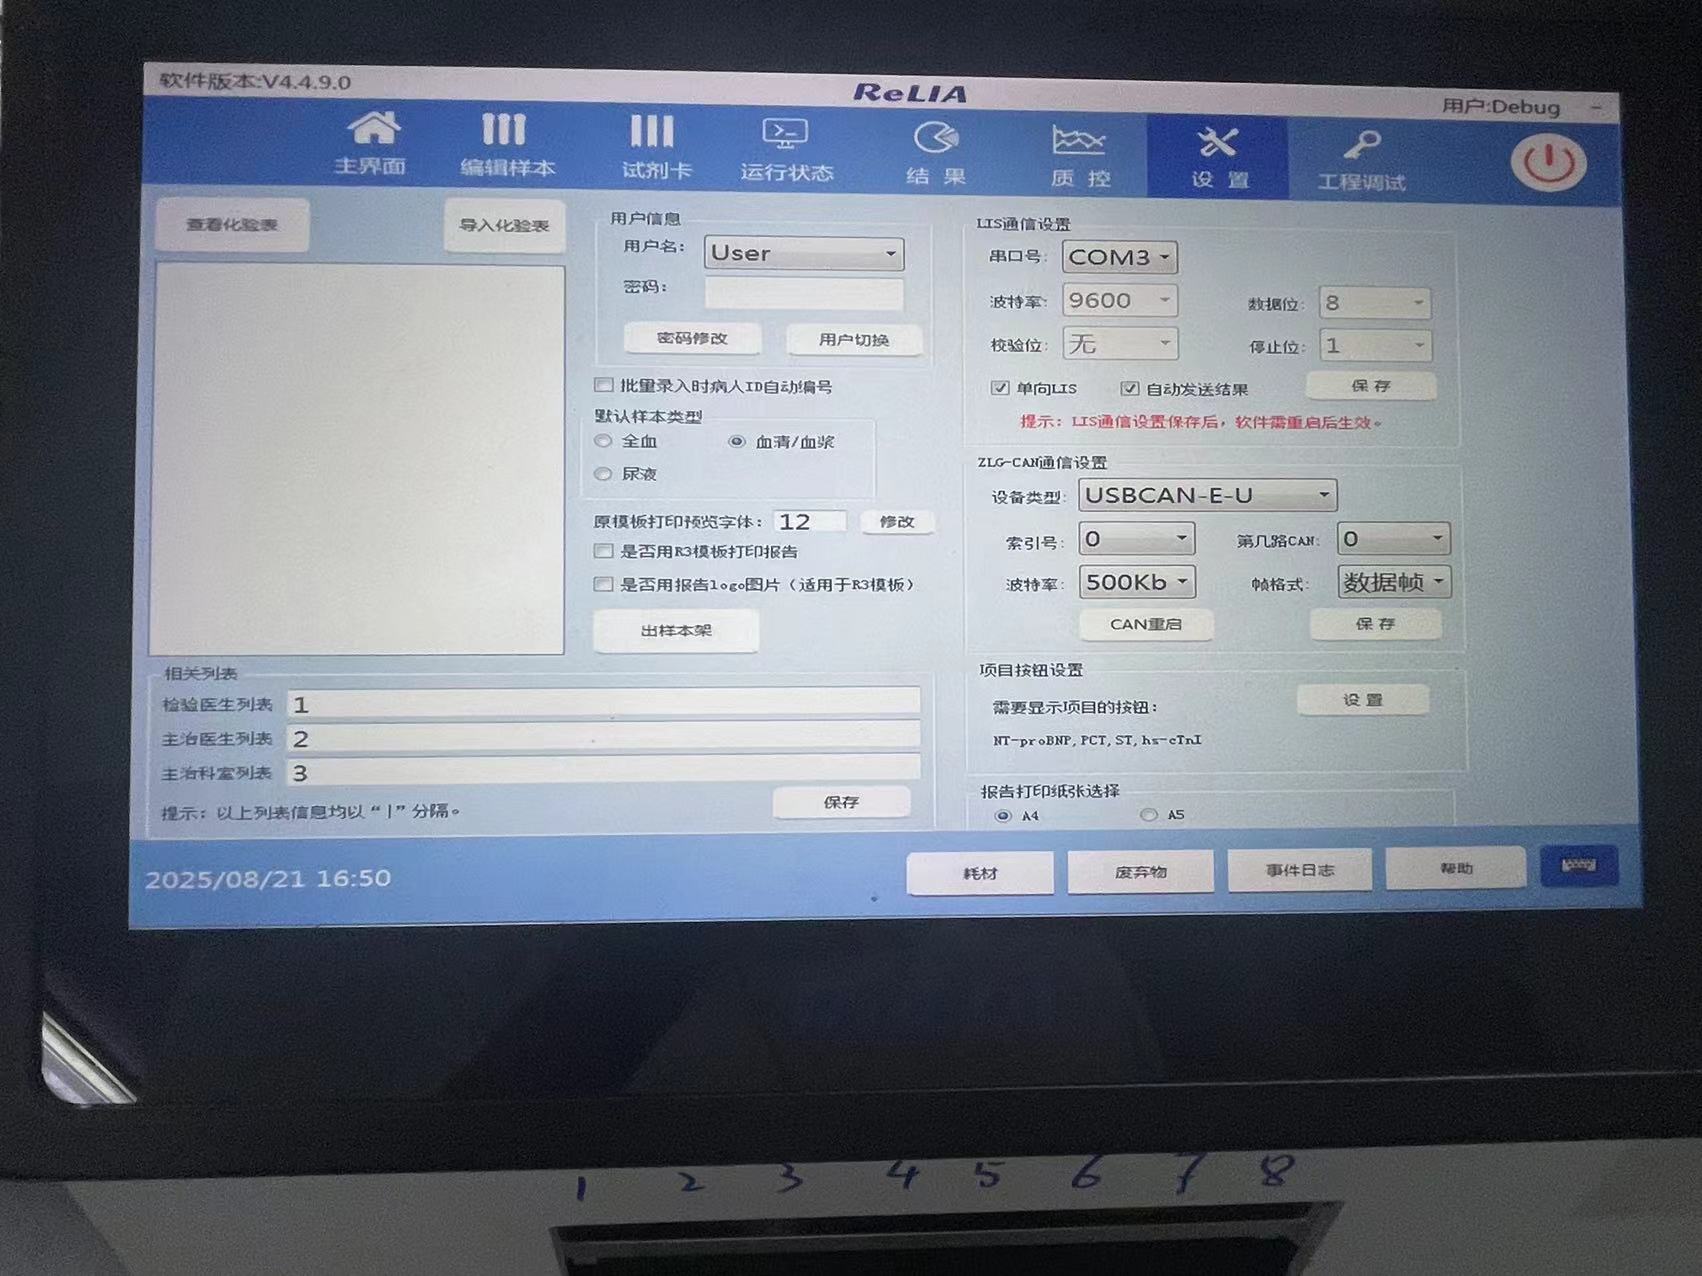 软件版本:V4.4.9.0
ReLIA
用户:Debug
主界面
编辑样本
试剂卡
运行状态
结 果
质 控
设 置
工程调试
查看化验表
导入化验表
用户信息
用户名: User
密码:
密码修改
用户切换
批量录入时病人ID自动编号
默认样本类型
全血
血清/血浆
尿液
原模板打印预览字体: 12
修改
是否用R3模板打印报告
是否用报告logo图片(适用于R3模板)
出样本架
相关列表
检验医生列表 1
主治医生列表 2
主治科室列表 3
提示: 以上列表信息均以“|”分隔。
保存
LIS通信设置
串口号: COM3
波特率: 9600
数据位: 8
校验位: 无
停止位: 1
单向LIS
自动发送结果
保 存
提示: LIS通信设置保存后, 软件需重启后生效。
ZLG-CAN通信设置
设备类型: USBCAN-E-U
索引号: 0
第几路CAN: 0
波特率: 500Kb
帧格式: 数据帧
CAN重启
保 存
项目按钮设置
需要显示项目的按钮:
设 置
NT-proBNP,PCT,ST,hs-cTnI
报告打印纸张选择
A4
A5
2025/08/21 16:50
耗材
废弃物
事件日志
帮助
1 2 3 4 5 6 7 8